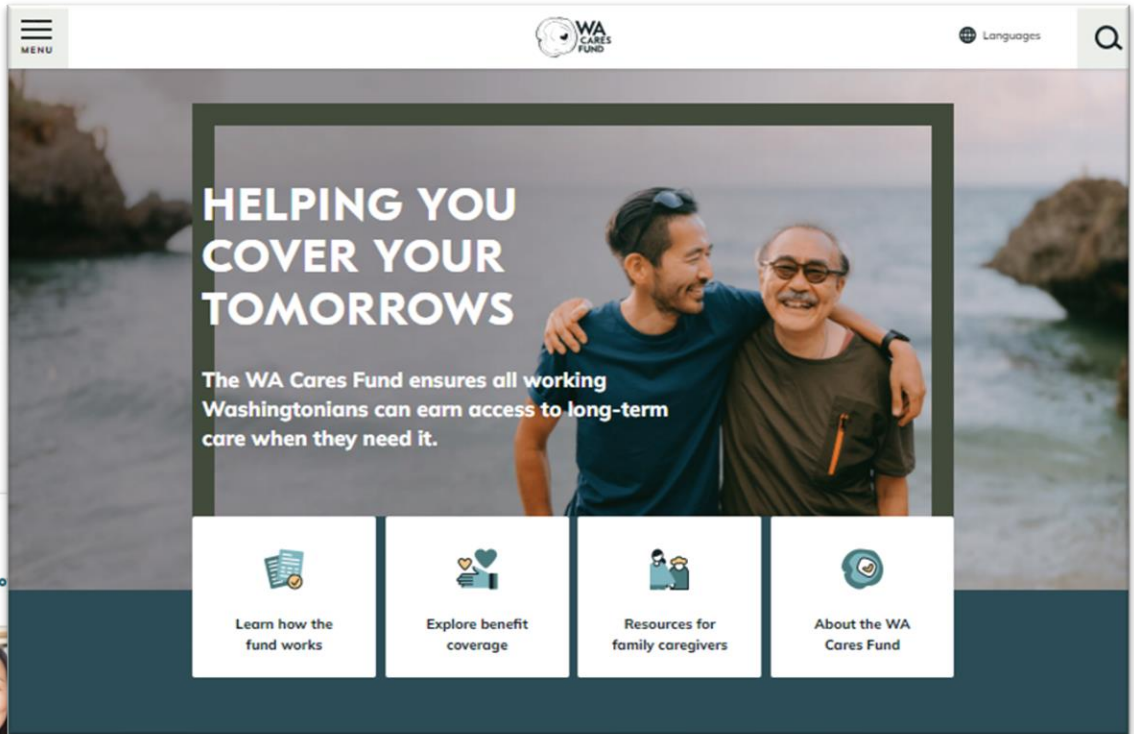 MENU
WA
CARES
FUND
Languages
HELPING YOU
COVER YOUR
TOMORROWS
The WA Cares Fund ensures all working
Washingtonians can earn access to long-term
care when they need it.
Learn how the
fund works
Explore benefit
coverage
Resources for
family caregivers
About the WA
Cares Fund